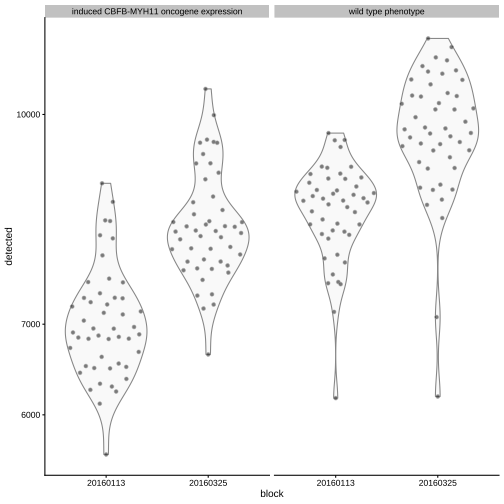 induced CBFB-MYH11 oncogene expression
wild type phenotype
10000
7000
6000
detected
20160113
20160325
20160113
20160325
block